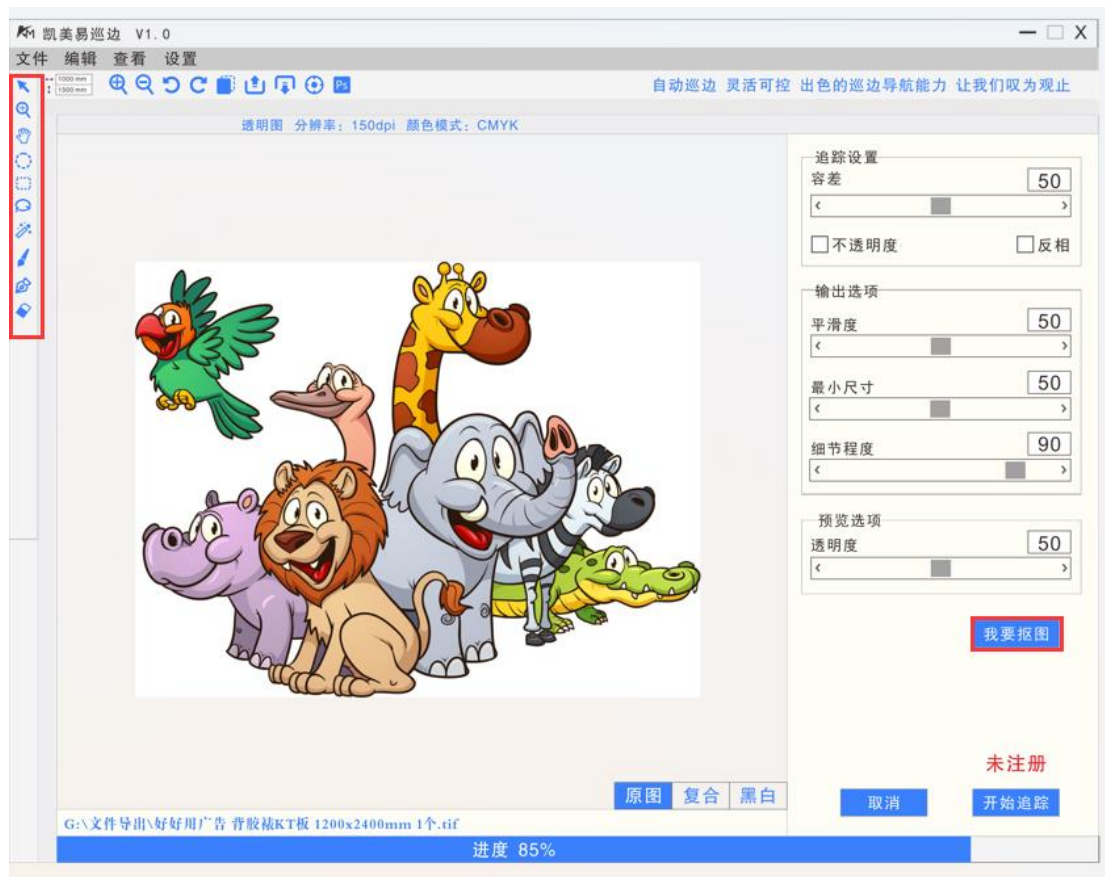 KM 凯美易巡边 V1.0
文件 编辑 查看 设置
1000 mm
1500 mm
Ps
自动巡边 灵活可控 出色的巡边导航能力 让我们叹为观止
透明图 分辨率：150dpi 颜色模式：CMYK
追踪设置
容差 50
不透明度 反相
输出选项
平滑度 50
最小尺寸 50
细节程度 90
预览选项
透明度 50
我要抠图
未注册
原图 复合 黑白
取消 开始追踪
G:\文件导出\好好用广告 背胶裱KT板 1200x2400mm 1个.tif
进度 85%